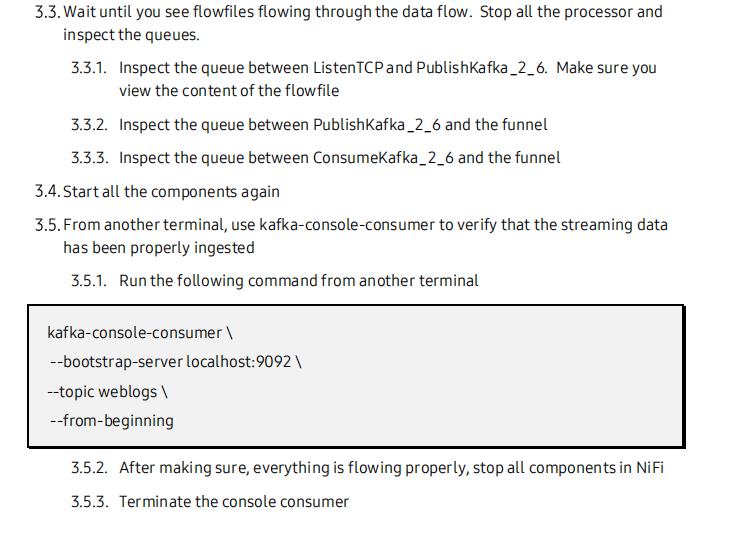 3.3. Wait until you see flowfiles flowing through the data flow.  Stop all the processor and
inspect the queues.
3.3.1. Inspect the queue between ListenTCP and PublishKafka_2_6.  Make sure you
view the content of the flowfile
3.3.2. Inspect the queue between PublishKafka_2_6 and the funnel
3.3.3. Inspect the queue between ConsumeKafka_2_6 and the funnel
3.4. Start all the components again
3.5. From another terminal, use kafka-console-consumer to verify that the streaming data
has been properly ingested
3.5.1. Run the following command from another terminal
kafka-console-consumer \
--bootstrap-server localhost:9092 \
--topic weblogs \
--from-beginning
3.5.2. After making sure, everything is flowing properly, stop all components in NiFi
3.5.3. Terminate the console consumer